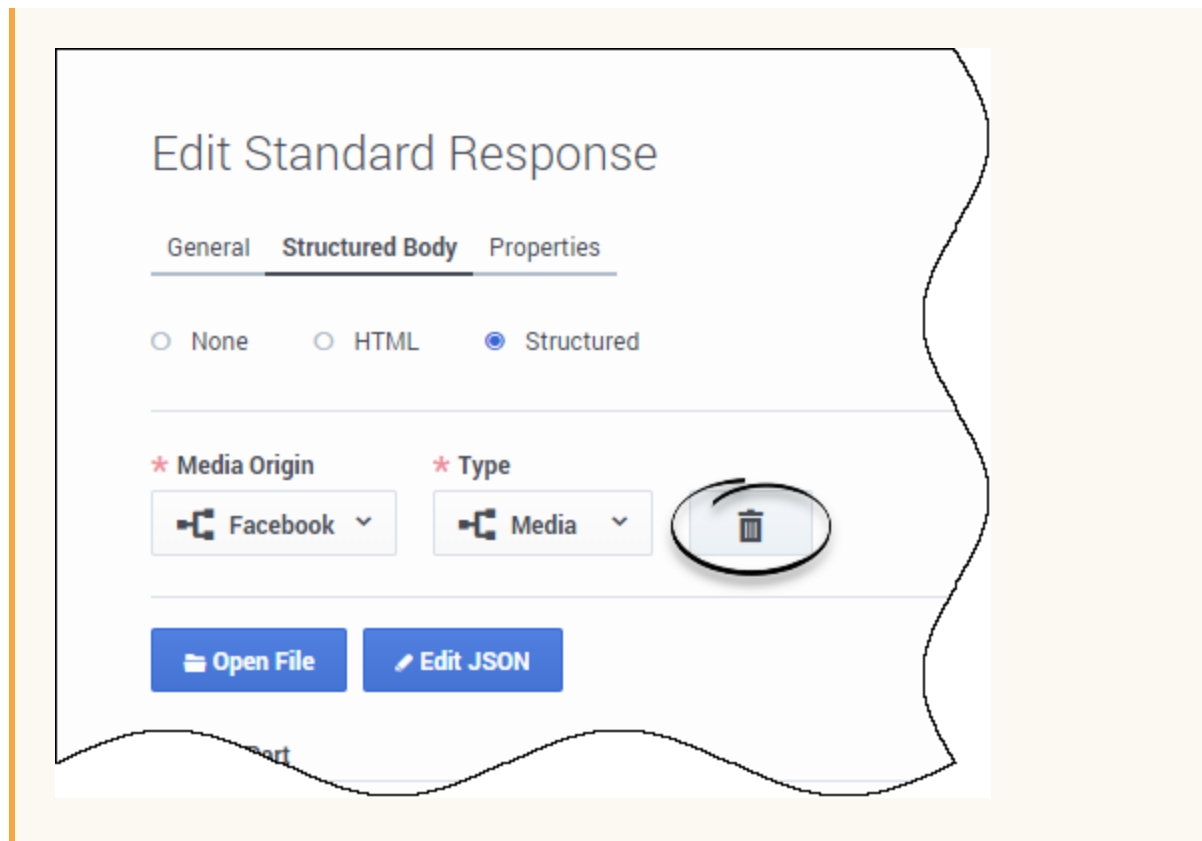 Edit Standard Response
General Structured Body Properties
None HTML Structured
* Media Origin * Type
Facebook Media
Open File Edit JSON